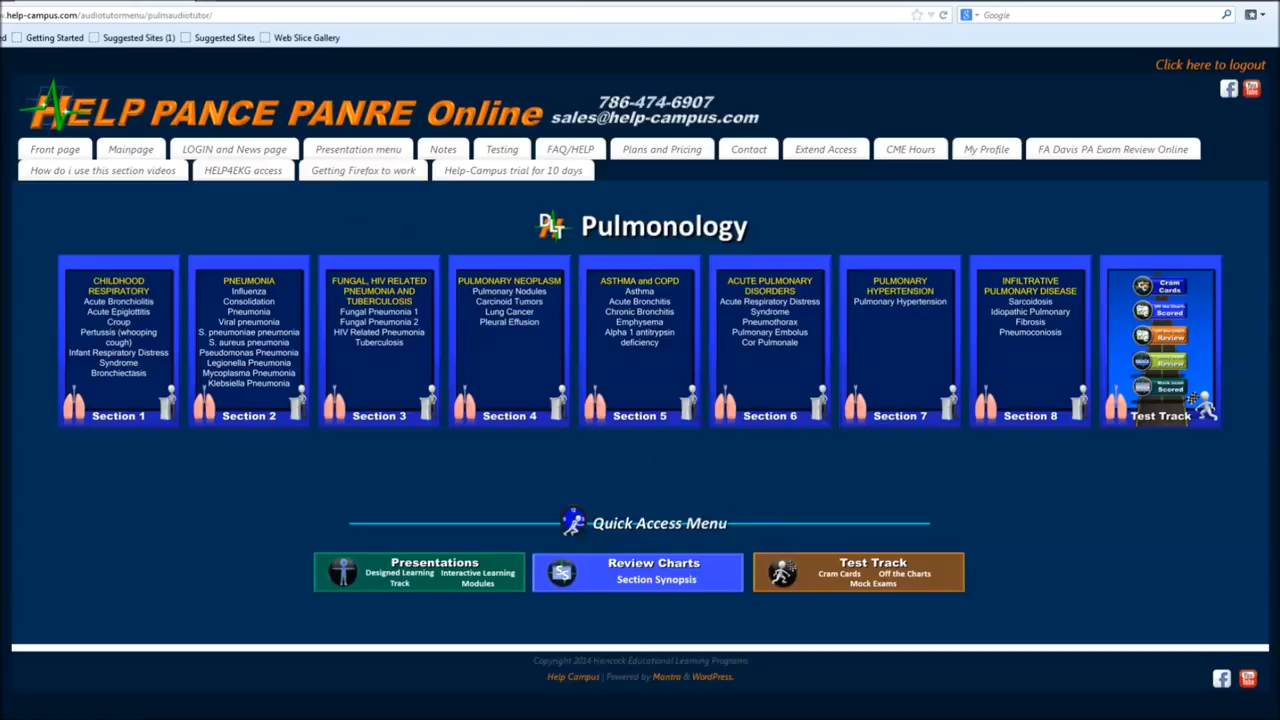 w.help-campus.com/audiotutormenu/pulmaudiotutor/
Google
d Getting Started Suggested Sites (1) Suggested Sites Web Slice Gallery
Click here to logout
HELP PANCE PANRE Online
786-474-6907
sales@help-campus.com
Front page Mainpage LOGIN and News page Presentation menu Notes Testing FAQ/HELP Plans and Pricing Contact Extend Access CME Hours My Profile FA Davis PA Exam Review Online
How do i use this section videos HELP4EKG access Getting Firefox to work Help-Campus trial for 10 days
DLT Pulmonology
CHILDHOOD
RESPIRATORY
Acute Bronchiolitis
Acute Epiglottitis
Croup
Pertussis (whooping
cough)
Infant Respiratory Distress
Syndrome
Bronchiectasis
Section 1
PNEUMONIA
Influenza
Consolidation
Pneumonia
Viral pneumonia
S. pneumoniae pneumonia
S. aureus pneumonia
Pseudomonas Pneumonia
Legionella Pneumonia
Mycoplasma Pneumonia
Klebsiella Pneumonia
Section 2
FUNGAL, HIV RELATED
PNEUMONIA AND
TUBERCULOSIS
Fungal Pneumonia 1
Fungal Pneumonia 2
HIV Related Pneumonia
Tuberculosis
Section 3
PULMONARY NEOPLASM
Pulmonary Nodules
Carcinoid Tumors
Lung Cancer
Pleural Effusion
Section 4
ASTHMA and COPD
Asthma
Acute Bronchitis
Chronic Bronchitis
Emphysema
Alpha 1 antitrypsin
deficiency
Section 5
ACUTE PULMONARY
DISORDERS
Acute Respiratory Distress
Syndrome
Pneumothorax
Pulmonary Embolus
Cor Pulmonale
Section 6
PULMONARY
HYPERTENSION
Pulmonary Hypertension
Section 7
INFILTRATIVE
PULMONARY DISEASE
Sarcoidosis
Idiopathic Pulmonary
Fibrosis
Pneumoconiosis
Section 8
Cram
Cards
Off the Charts
Scored
Off the Charts
Review
Mock Exam
Review
Mock Exam
Scored
Test Track
Quick Access Menu
Presentations
Designed Learning Interactive Learning
Track Modules
SS
Review Charts
Section Synopsis
Test Track
Cram Cards Off the Charts
Mock Exams
Copyright 2014 Hancock Educational Learning Programs
Help Campus | Powered by Mantra & WordPress.